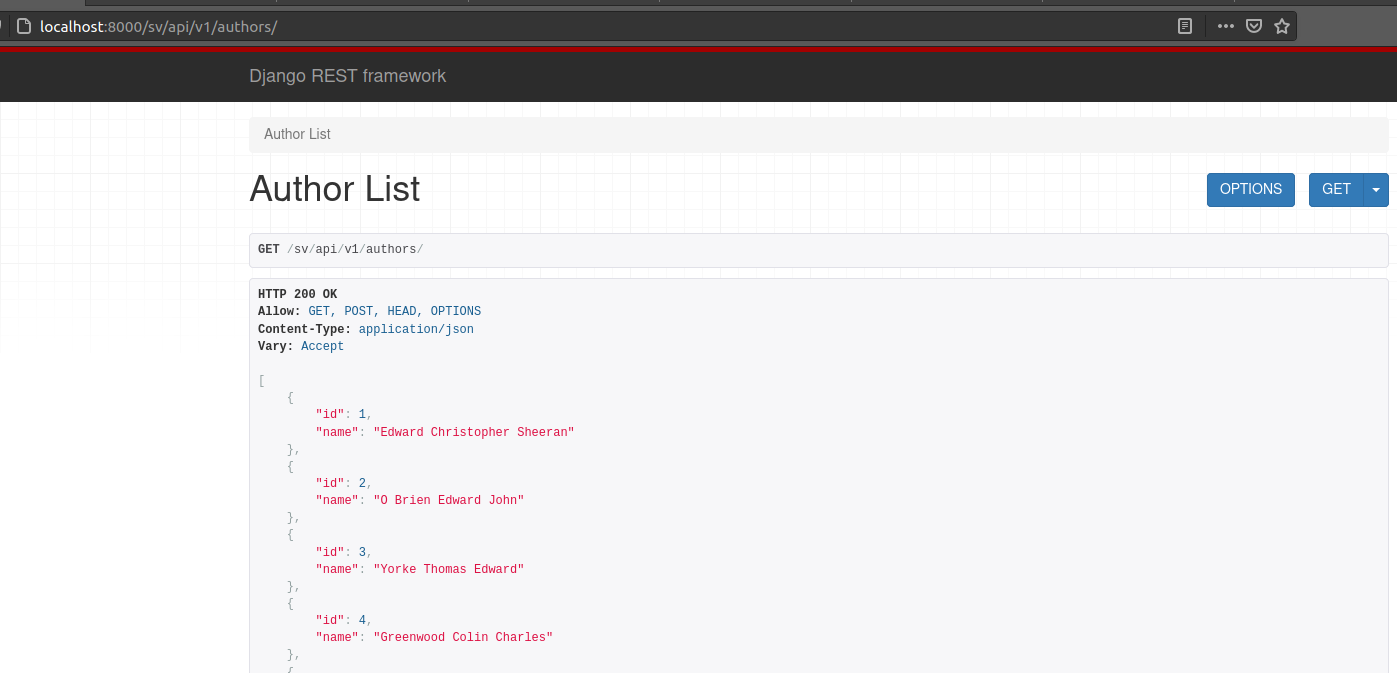 localhost:8000/sv/api/v1/authors/
Django REST framework
Author List
Author List
OPTIONS
GET
GET /sv/api/v1/authors/
HTTP 200 OK
Allow: GET, POST, HEAD, OPTIONS
Content-Type: application/json
Vary: Accept
[
{
"id": 1,
"name": "Edward Christopher Sheeran"
},
{
"id": 2,
"name": "O Brien Edward John"
},
{
"id": 3,
"name": "Yorke Thomas Edward"
},
{
"id": 4,
"name": "Greenwood Colin Charles"
},
{